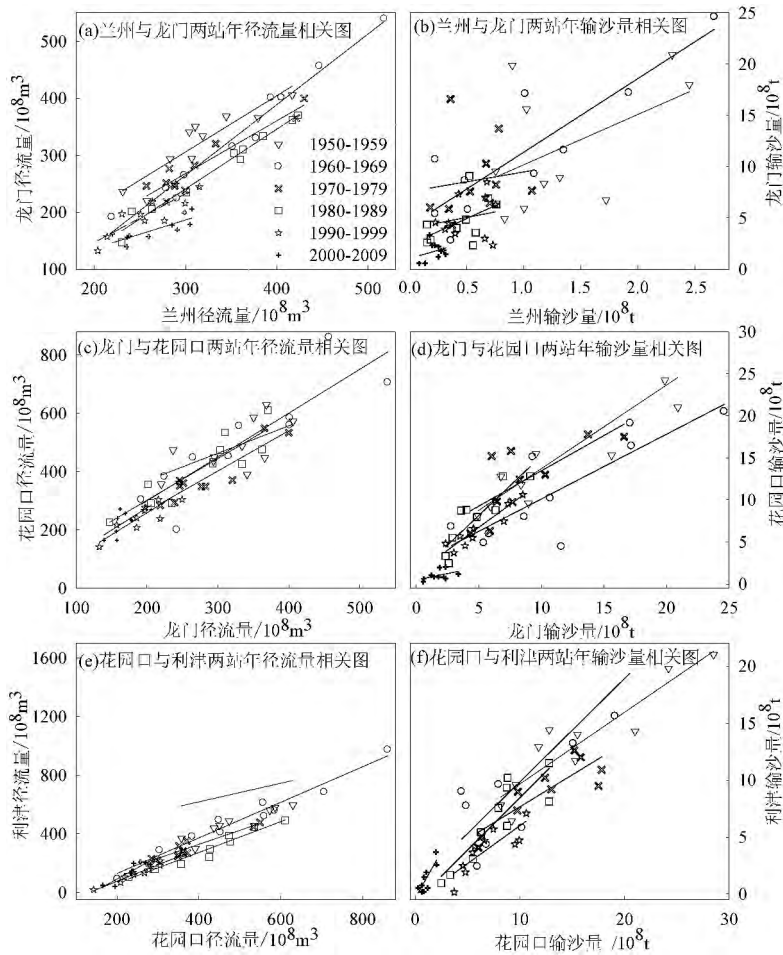 (a)兰州与龙门两站年径流量相关图
500
400
300
200
100
龙门径流量/10⁸m³
▽ 1950-1959
○ 1960-1969
✖ 1970-1979
□ 1980-1989
☆ 1990-1999
+ 2000-2009
200 300 400 500
兰州径流量/10⁸m³
(b)兰州与龙门两站年输沙量相关图
25
20
15
10
5
0
龙门输沙量/10⁸t
0.0 0.5 1.0 1.5 2.0 2.5
兰州输沙量/10⁸t
(c)龙门与花园口两站年径流量相关图
800
600
400
200
0
花园口径流量/10⁸m³
100 200 300 400 500 600
龙门径流量/10⁸m³
(d)龙门与花园口两站年输沙量相关图
30
25
20
15
10
5
0
花园口输沙量/10⁸t
0 5 10 15 20 25
龙门输沙量/10⁸t
(e)花园口与利津两站年径流量相关图
1600
1200
800
400
0
利津径流量/10⁸m³
200 400 600 800
花园口径流量/10⁸m³
(f)花园口与利津两站年输沙量相关图
20
15
10
5
0
利津输沙量/10⁸t
0 10 20 30
花园口输沙量 /10⁸t